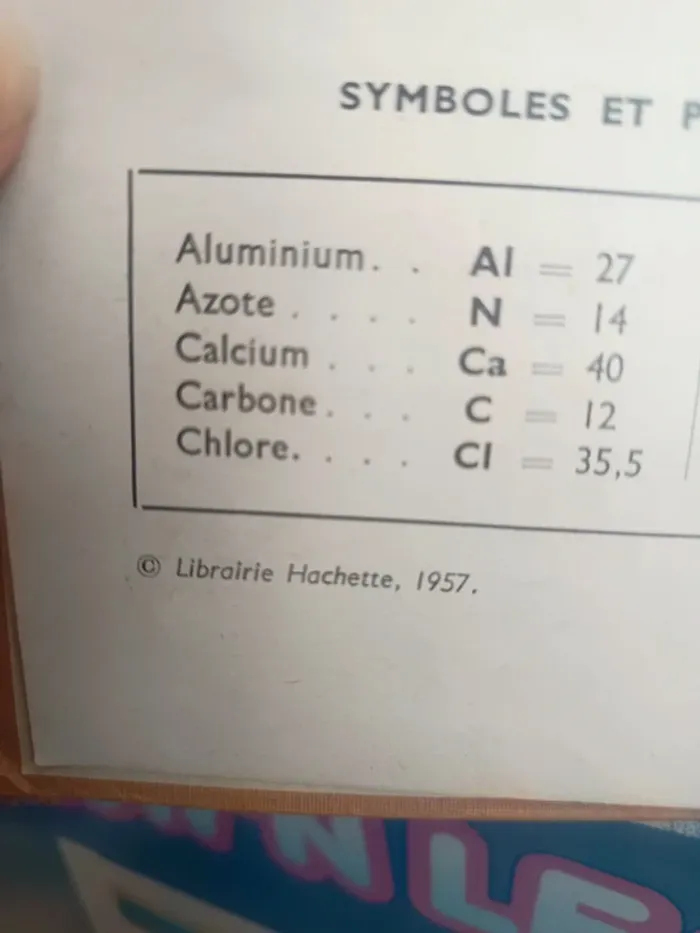 SYMBOLES ET P
Aluminium. . Al = 27
Azote . . . . N = 14
Calcium . . . Ca = 40
Carbone. . . C = 12
Chlore. . . . Cl = 35,5
© Librairie Hachette, 1957.